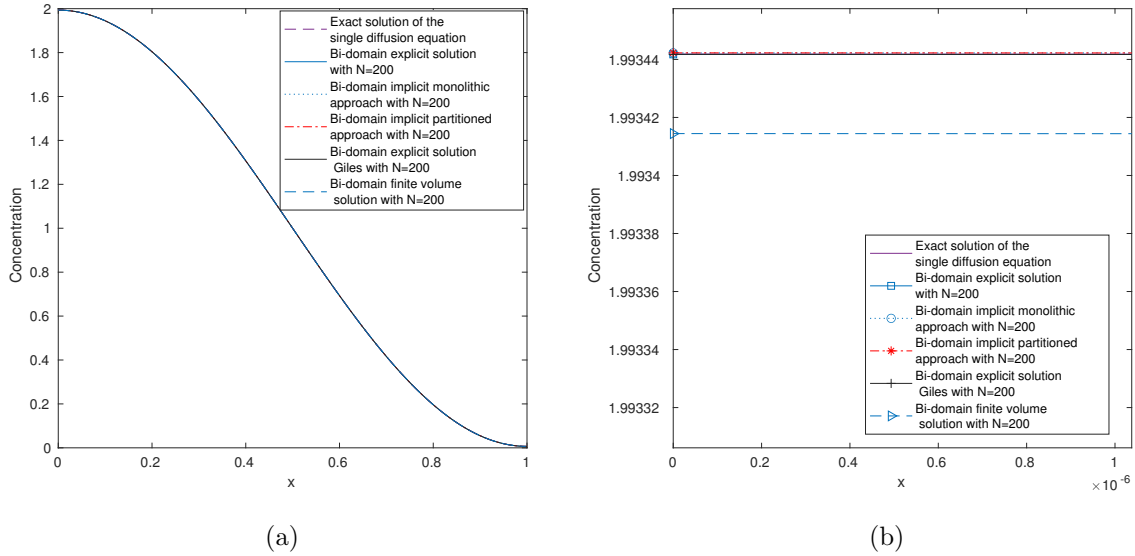 2
1.8
1.6
1.4
1.2
1
0.8
0.6
0.4
0.2
0
Concentration
0 0.2 0.4 0.6 0.8 1
x
Exact solution of the
single diffusion equation
Bi-domain explicit solution
with N=200
Bi-domain implicit monolithic
approach with N=200
Bi-domain implicit partitioned
approach with N=200
Bi-domain explicit solution
Giles with N=200
Bi-domain finite volume
solution with N=200
(a)
1.99344
1.99342
1.9934
1.99338
1.99336
1.99334
1.99332
Concentration
0 0.2 0.4 0.6 0.8 1
x
×10⁻⁶
Exact solution of the
single diffusion equation
Bi-domain explicit solution
with N=200
Bi-domain implicit monolithic
approach with N=200
Bi-domain implicit partitioned
approach with N=200
Bi-domain explicit solution
Giles with N=200
Bi-domain finite volume
solution with N=200
(b)